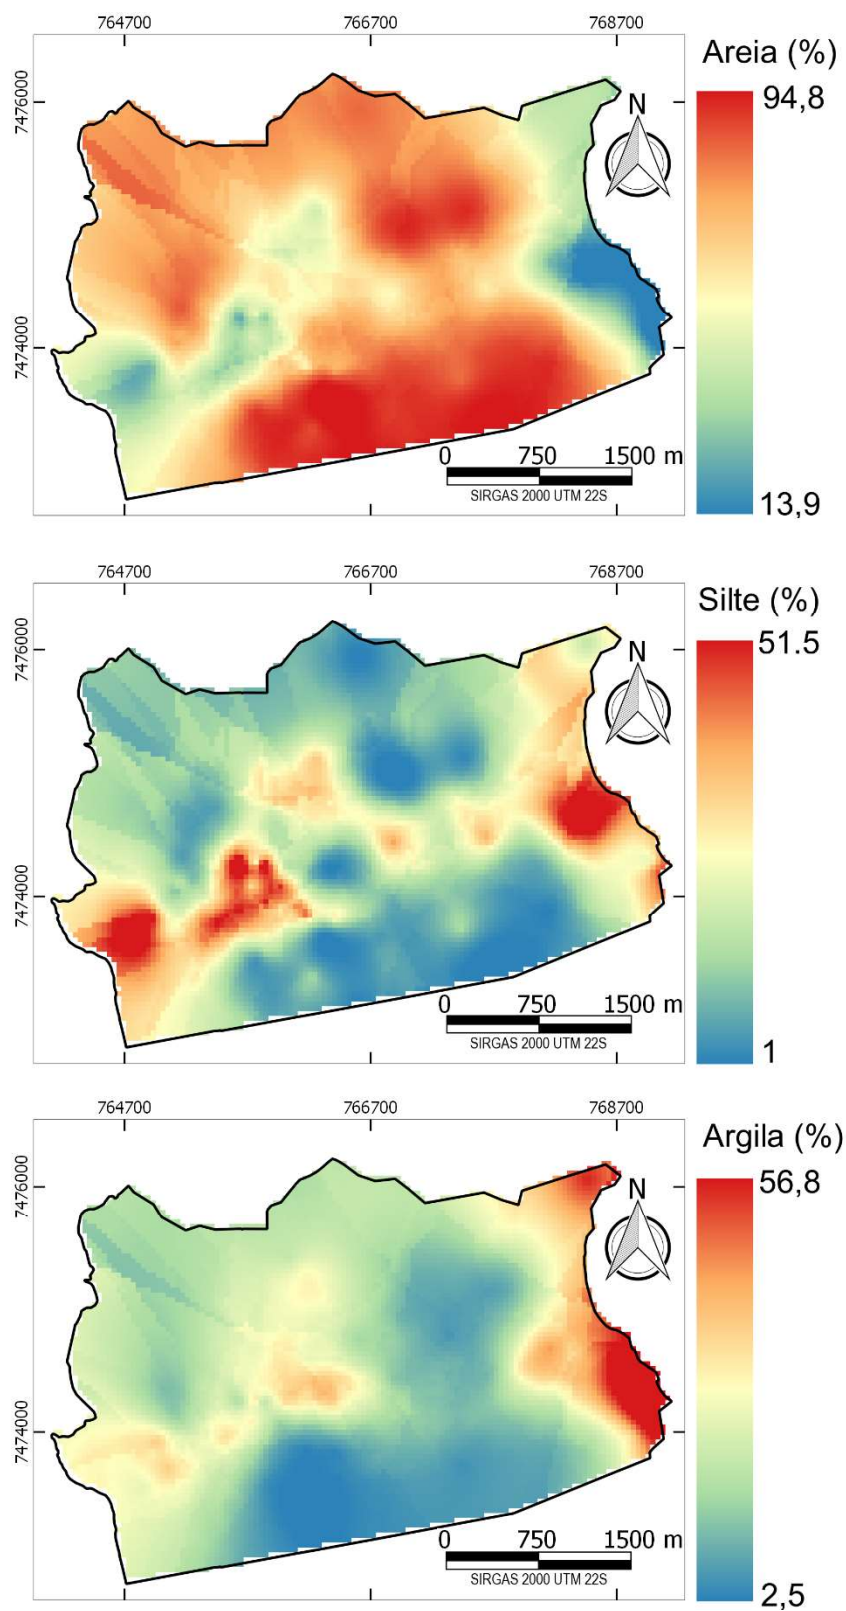 764700 766700 768700
Areia (%)
94,8
7476000
N
7474000
0 750 1500 m
SIRGAS 2000 UTM 22S
13,9
764700 766700 768700
Silte (%)
51.5
7476000
N
7474000
0 750 1500 m
SIRGAS 2000 UTM 22S
1
764700 766700 768700
Argila (%)
56,8
7476000
N
7474000
0 750 1500 m
SIRGAS 2000 UTM 22S
2,5